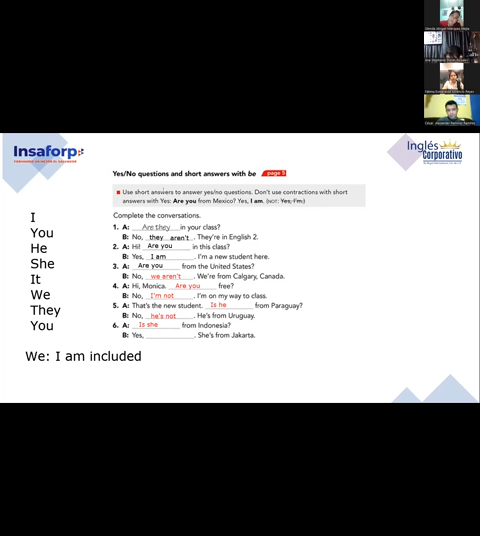 Insaforp
Inglés
Corporativo
Yes/No questions and short answers with be page 5
Use short answers to answer yes/no questions. Don't use contractions with short
answers with Yes: Are you from Mexico? Yes, I am. (NOT: Yes, I'm.)
I
You
He
She
It
We
They
You
We: I am included
Complete the conversations.
1. A: Are they in your class?
B: No, they aren't. They're in English 2.
2. A: Hi! Are you in this class?
B: Yes, I am. I'm a new student here.
3. A: Are you from the United States?
B: No, we aren't. We're from Calgary, Canada.
4. A: Hi, Monica. Are you free?
B: No, I'm not. I'm on my way to class.
5. A: That's the new student. Is he from Paraguay?
B: No, he's not. He's from Uruguay.
6. A: Is she from Indonesia?
B: Yes, ________. She's from Jakarta.